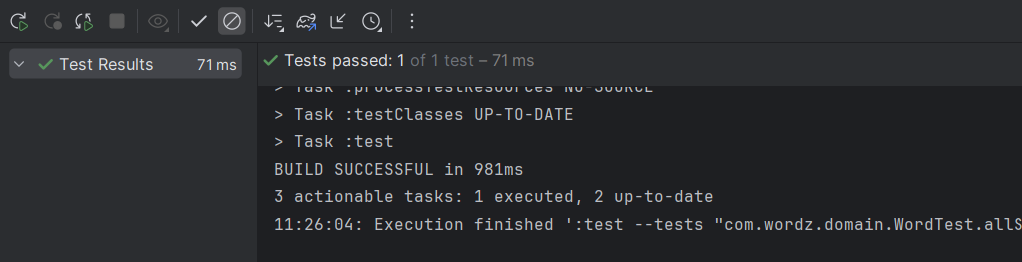 Test Results 71 ms
Tests passed: 1 of 1 test – 71 ms
> Task :processTestResources NO-SOURCE
> Task :testClasses UP-TO-DATE
> Task :test
BUILD SUCCESSFUL in 981ms
3 actionable tasks: 1 executed, 2 up-to-date
11:26:04: Execution finished ':test --tests "com.wordz.domain.WordTest.allS